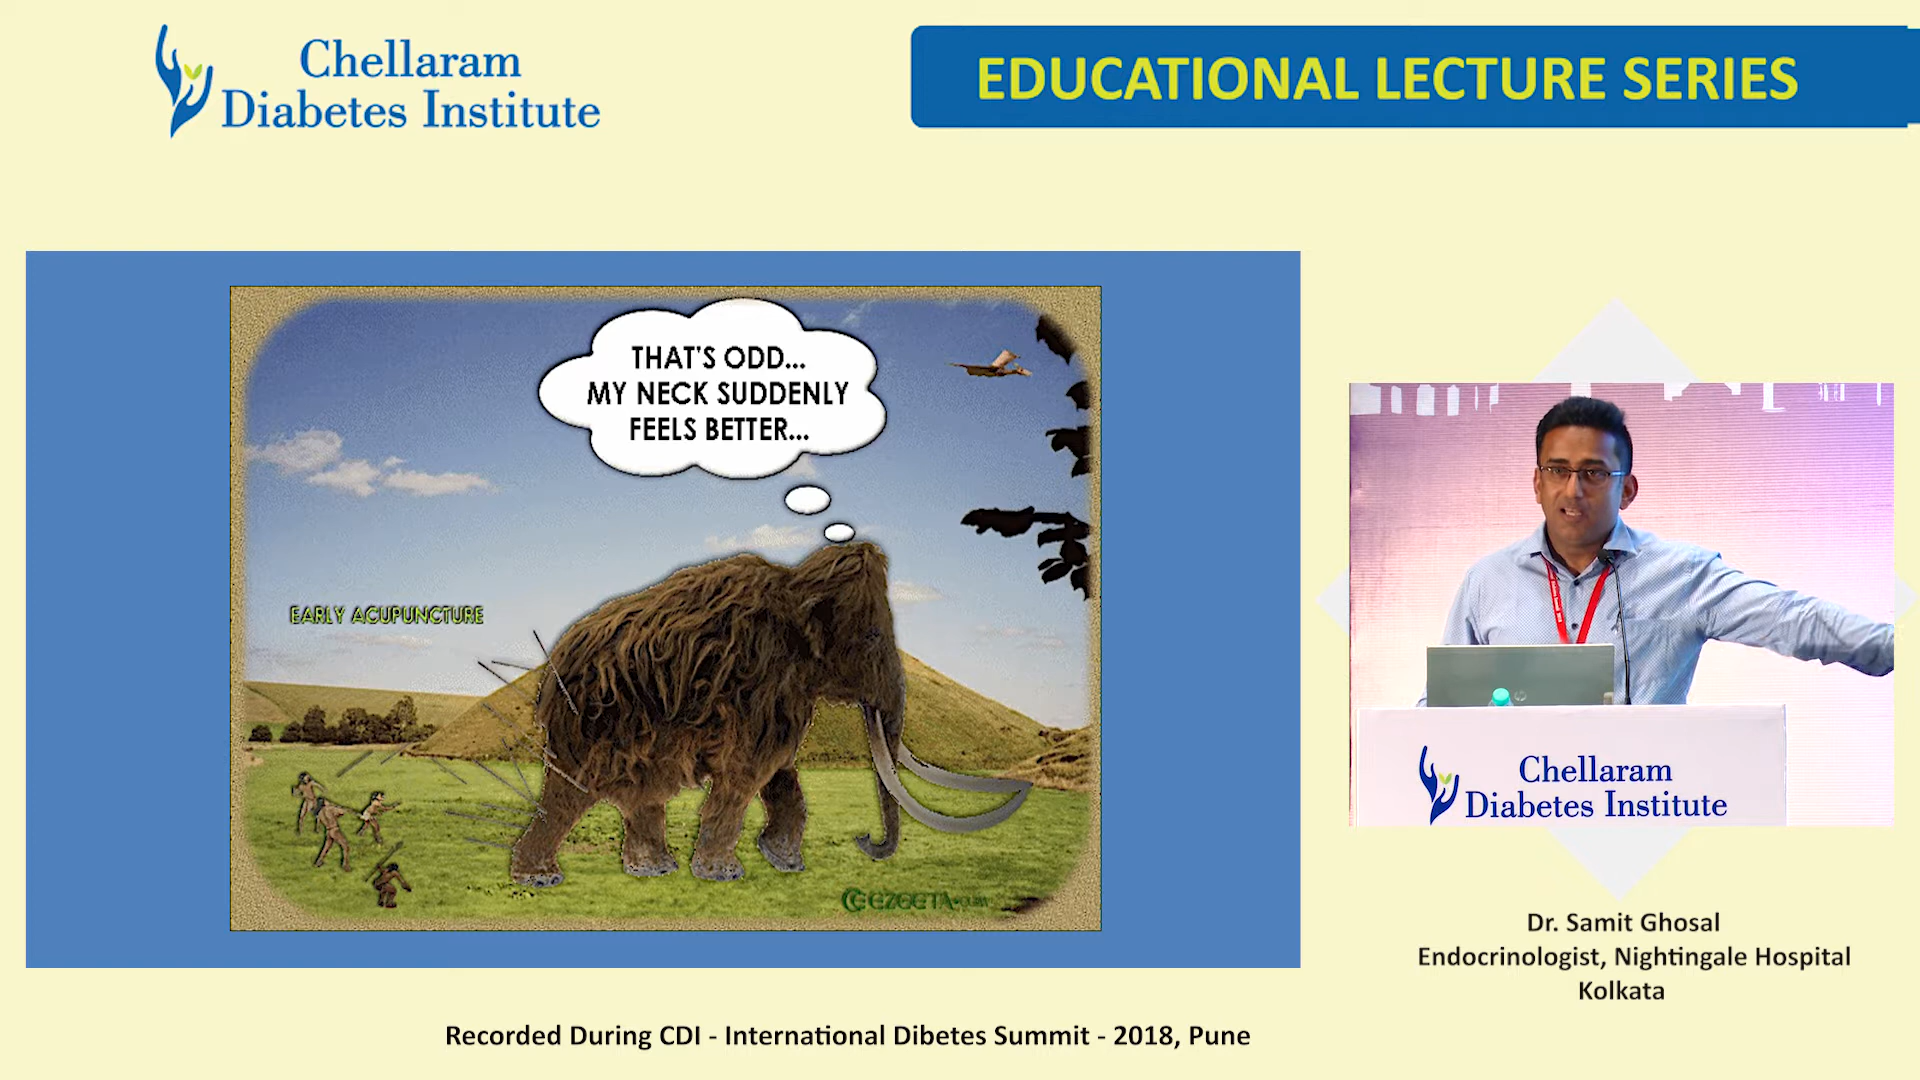 Chellaram
Diabetes Institute
EDUCATIONAL LECTURE SERIES
THAT'S ODD...
MY NECK SUDDENLY
FEELS BETTER...
EARLY ACUPUNCTURE
Chellaram
Diabetes Institute
Dr. Samit Ghosal
Endocrinologist, Nightingale Hospital
Kolkata
Recorded During CDI - International Dibetes Summit - 2018, Pune